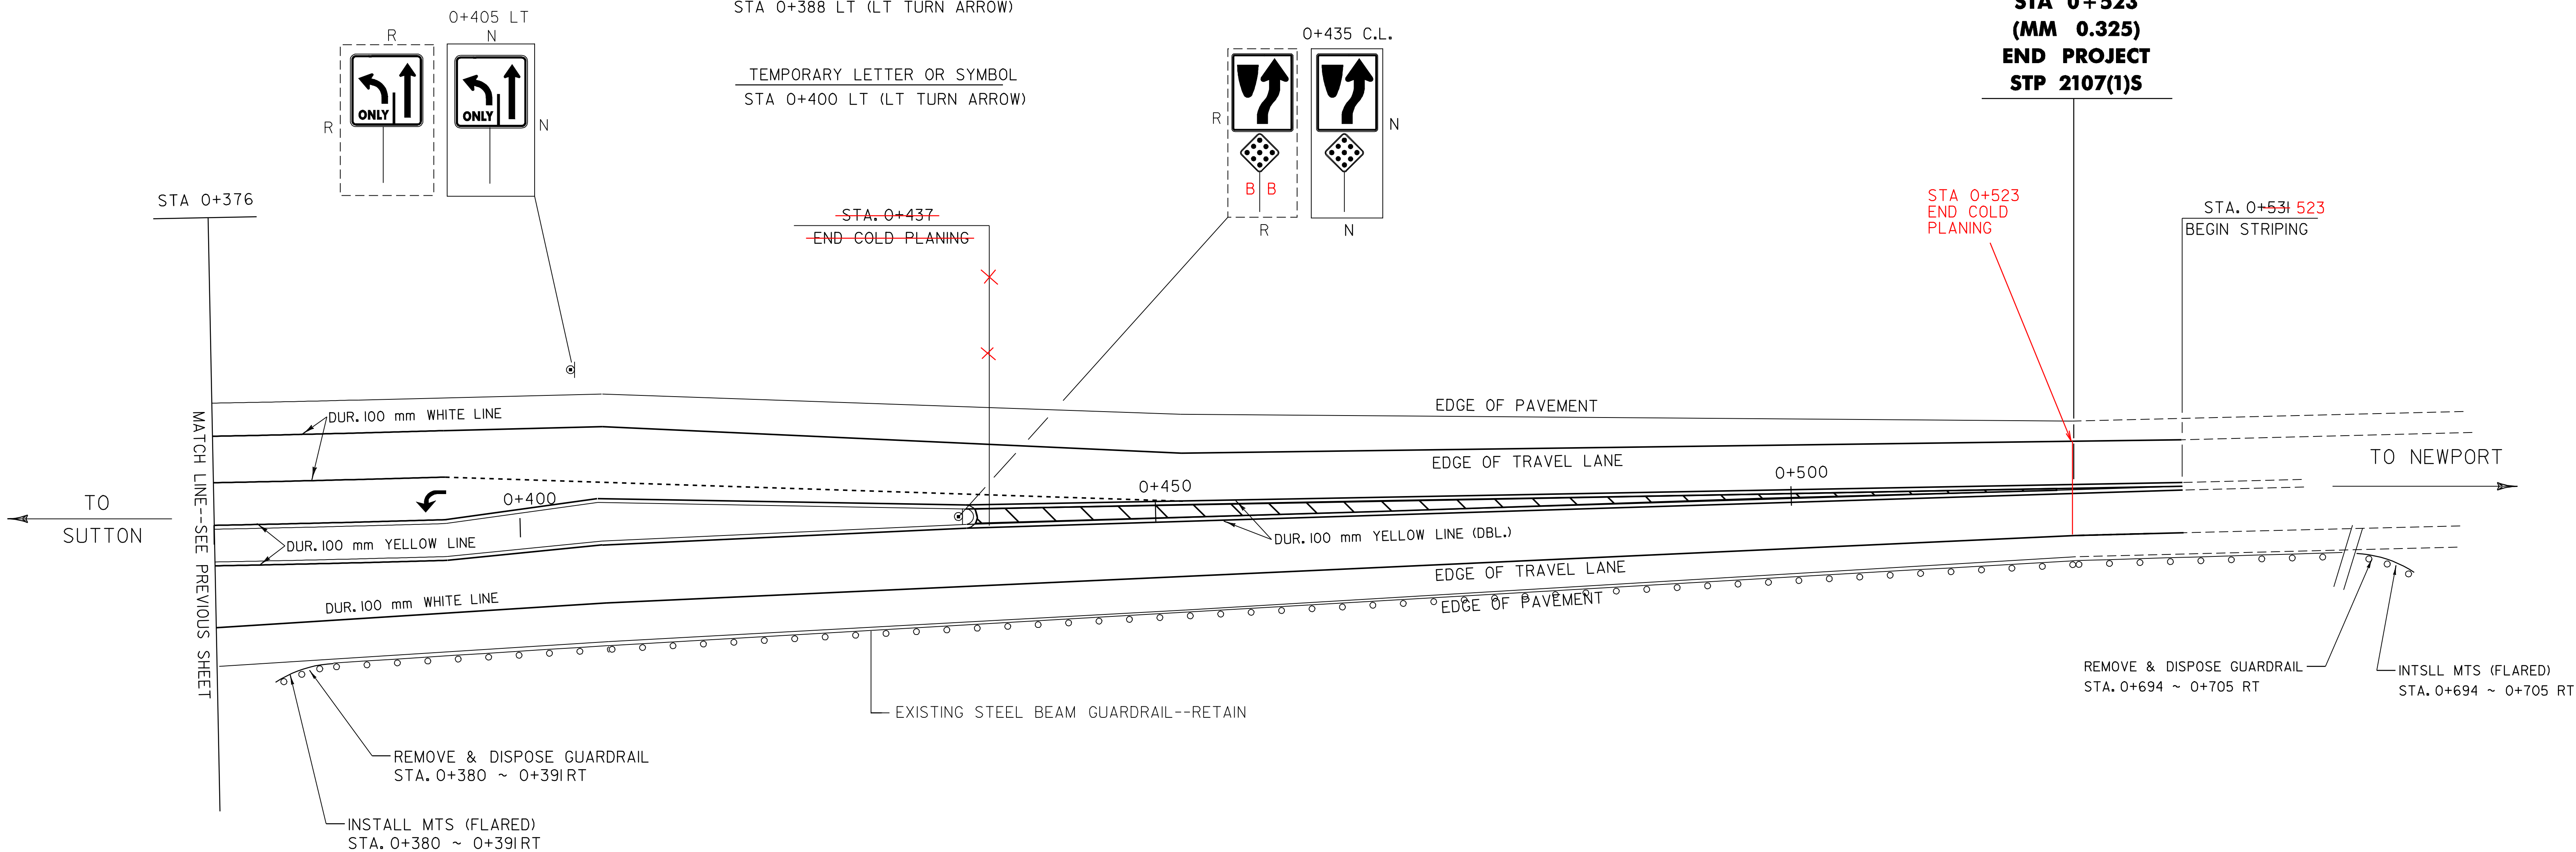 STA 0+388 LT (LT TURN ARROW)
STA 0+523
(MM 0.325)
END PROJECT
STP 2107(1)S
0+405 LT
R
N
ONLY
ONLY
R
N
TEMPORARY LETTER OR SYMBOL
STA 0+400 LT (LT TURN ARROW)
0+435 C.L.
R
N
B B
R
N
STA 0+376
STA. 0+437
END COLD PLANING
STA 0+523
END COLD
PLANING
STA. 0+531 523
BEGIN STRIPING
MATCH LINE--SEE PREVIOUS SHEET
DUR. 100 mm WHITE LINE
EDGE OF PAVEMENT
EDGE OF TRAVEL LANE
TO NEWPORT
TO
SUTTON
0+400
0+450
0+500
DUR. 100 mm YELLOW LINE
DUR. 100 mm YELLOW LINE (DBL.)
DUR. 100 mm WHITE LINE
EDGE OF TRAVEL LANE
EDGE OF PAVEMENT
EXISTING STEEL BEAM GUARDRAIL--RETAIN
REMOVE & DISPOSE GUARDRAIL
STA. 0+380 ~ 0+391 RT
INSTALL MTS (FLARED)
STA. 0+380 ~ 0+391 RT
REMOVE & DISPOSE GUARDRAIL
STA. 0+694 ~ 0+705 RT
INTSLL MTS (FLARED)
STA. 0+694 ~ 0+705 RT